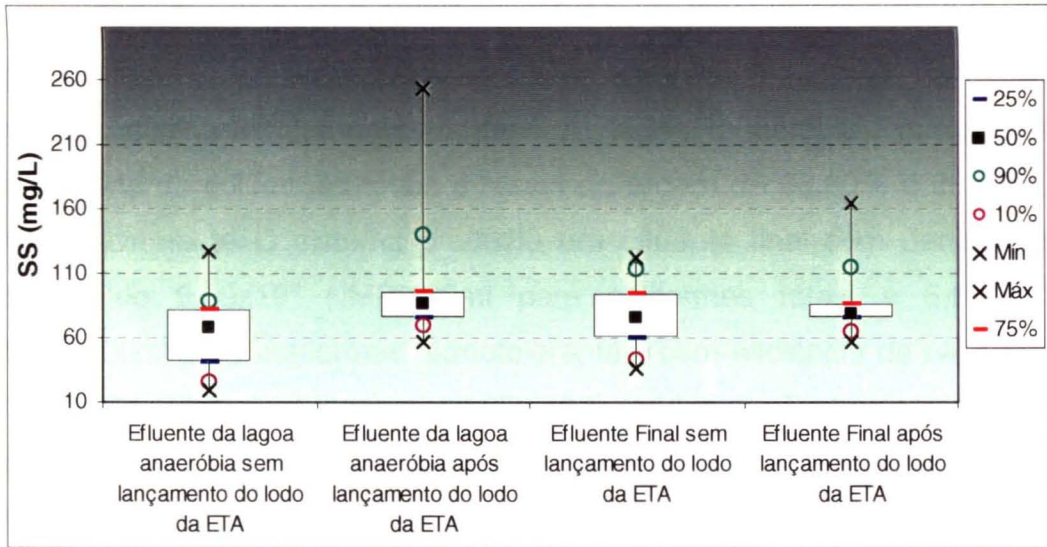 SS (mg/L)
260
210
160
110
60
10
Efluente da lagoa
anaeróbia sem
lançamento do lodo
da ETA
Efluente da lagoa
anaeróbia após
lançamento do lodo
da ETA
Efluente Final sem
lançamento do lodo
da ETA
Efluente Final após
lançamento do lodo
da ETA
25%
50%
90%
10%
Mín
Máx
75%